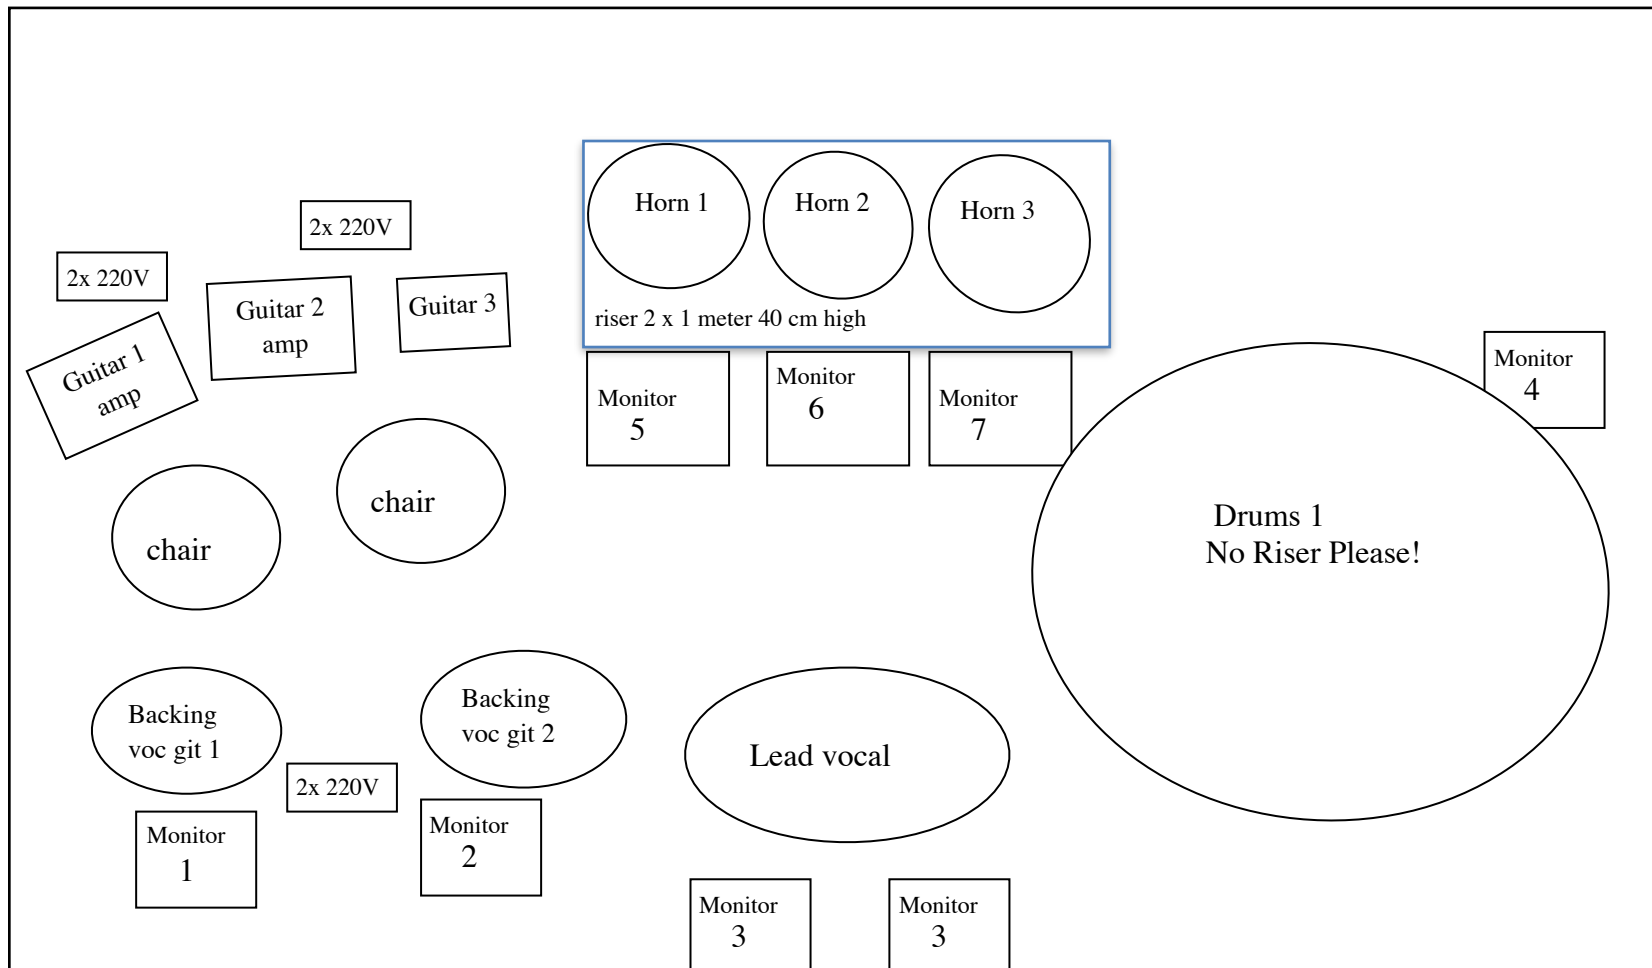 Horn 1
Horn 2
Horn 3
riser 2 x 1 meter 40 cm high
2x 220V
2x 220V
Guitar 1
amp
Guitar 2
amp
Guitar 3
Monitor
5
Monitor
6
Monitor
7
Monitor
4
chair
chair
Drums 1
No Riser Please!
Backing
voc git 1
Backing
voc git 2
Lead vocal
2x 220V
Monitor
1
Monitor
2
Monitor
3
Monitor
3